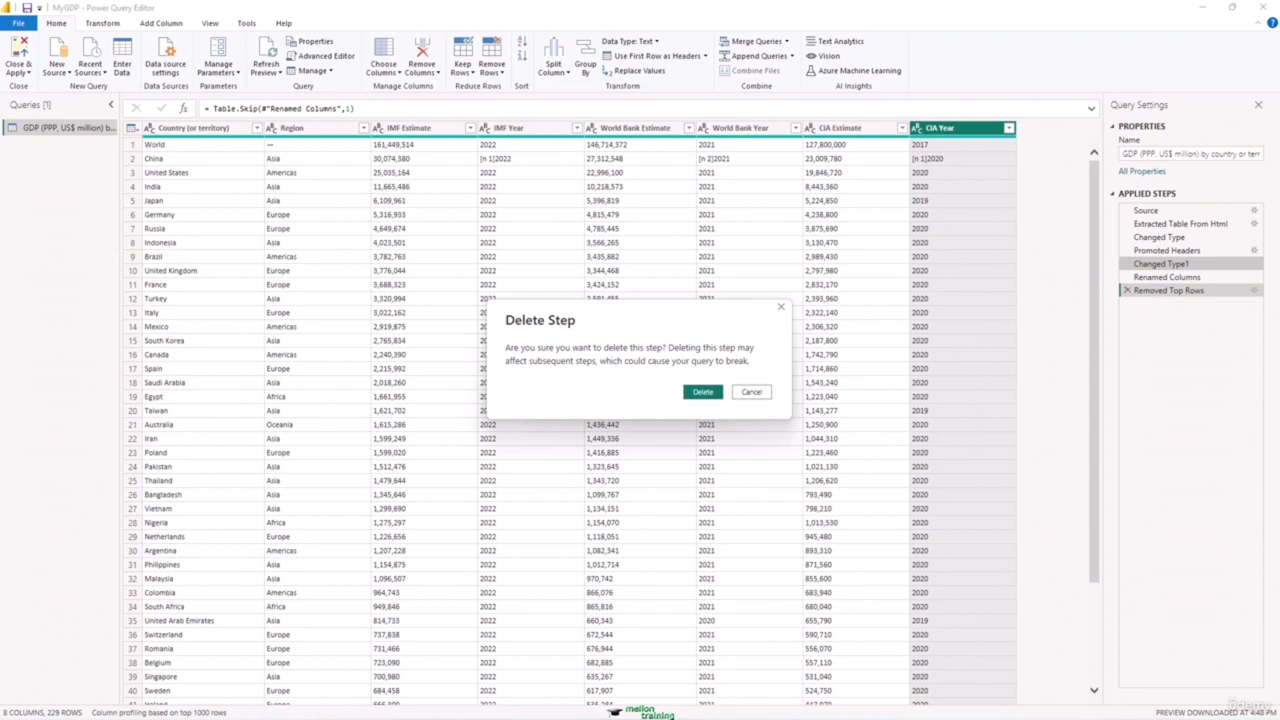 MyGDP - Power Query Editor
File Home Transform Add Column View Tools Help
Close & Apply New Source Recent Sources Enter Data Data source settings Manage Parameters Refresh Preview Properties Advanced Editor Manage Choose Columns Remove Columns Keep Rows Remove Rows Split Column Group By Data Type: Text Use First Row as Headers Replace Values Merge Queries Append Queries Combine Files Text Analytics Vision Azure Machine Learning
Close New Query Data Sources Parameters Query Manage Columns Reduce Rows Sort Transform Combine AI Insights
Queries [1]
GDP (PPP, US$ million) b...
= Table.Skip(#"Renamed Columns",1)
Country (or territory) Region IMF Estimate IMF Year World Bank Estimate World Bank Year CIA Estimate CIA Year
1 World — 161,449,514 2022 146,714,372 2021 127,800,000 2017
2 China Asia 30,074,380 [n 1]2022 27,312,548 [n 2]2021 23,009,780 [n 1]2020
3 United States Americas 25,035,164 2022 22,996,100 2021 19,846,720 2020
4 India Asia 11,665,486 2022 10,218,573 2021 8,443,360 2020
5 Japan Asia 6,109,961 2022 5,396,819 2021 5,224,850 2019
6 Germany Europe 5,316,933 2022 4,815,479 2021 4,238,800 2020
7 Russia Europe 4,649,674 2022 4,785,445 2021 3,875,690 2020
8 Indonesia Asia 4,023,501 2022 3,566,265 2021 3,130,470 2020
9 Brazil Americas 3,782,763 2022 3,435,882 2021 2,989,430 2020
10 United Kingdom Europe 3,776,044 2022 3,344,468 2021 2,797,980 2020
11 France Europe 3,688,323 2022 3,424,152 2021 2,832,170 2020
12 Turkey Asia 3,320,994 2022 2,591,455 2021 2,393,960 2020
13 Italy Europe 3,022,162 2,322,140 2020
14 Mexico Americas 2,919,875 2,306,320 2020
15 South Korea Asia 2,765,834 2,187,800 2020
16 Canada Americas 2,240,390 1,742,790 2020
17 Spain Europe 2,215,992 1,714,860 2020
18 Saudi Arabia Asia 2,018,260 1,543,240 2020
19 Egypt Africa 1,661,955 1,223,040 2020
20 Taiwan Asia 1,621,702 1,143,277 2019
21 Australia Oceania 1,615,286 2022 1,436,442 2021 1,250,900 2020
22 Iran Asia 1,599,249 2022 1,449,336 2021 1,044,310 2020
23 Poland Europe 1,599,020 2022 1,416,885 2021 1,223,460 2020
24 Pakistan Asia 1,512,476 2022 1,323,645 2021 1,021,130 2020
25 Thailand Asia 1,479,644 2022 1,343,720 2021 1,206,620 2020
26 Bangladesh Asia 1,345,646 2022 1,099,767 2021 793,490 2020
27 Vietnam Asia 1,299,690 2022 1,134,151 2021 798,210 2020
28 Nigeria Africa 1,275,297 2022 1,154,070 2021 1,013,530 2020
29 Netherlands Europe 1,226,656 2022 1,118,051 2021 945,480 2020
30 Argentina Americas 1,207,228 2022 1,082,341 2021 893,310 2020
31 Philippines Asia 1,154,875 2022 1,012,714 2021 871,560 2020
32 Malaysia Asia 1,096,507 2022 970,742 2021 855,600 2020
33 Colombia Americas 964,743 2022 866,076 2021 683,940 2020
34 South Africa Africa 949,846 2022 865,816 2021 680,040 2020
35 United Arab Emirates Asia 814,733 2022 660,343 2020 655,790 2019
36 Switzerland Europe 737,838 2022 672,544 2021 590,710 2020
37 Romania Europe 731,466 2022 676,944 2021 556,070 2020
38 Belgium Europe 723,090 2022 682,885 2021 557,110 2020
39 Singapore Asia 700,980 2022 635,291 2021 531,040 2020
40 Sweden Europe 684,458 2022 617,907 2021 524,750 2020
Delete Step
Are you sure you want to delete this step? Deleting this step may
affect subsequent steps, which could cause your query to break.
Delete Cancel
Query Settings
PROPERTIES
Name
GDP (PPP, US$ million) by country or terr
All Properties
APPLIED STEPS
Source
Extracted Table From Html
Changed Type
Promoted Headers
Changed Type1
Renamed Columns
Removed Top Rows
8 COLUMNS, 229 ROWS Column profiling based on top 1000 rows
mellon
training
PREVIEW DOWNLOADED AT 4:48 PM